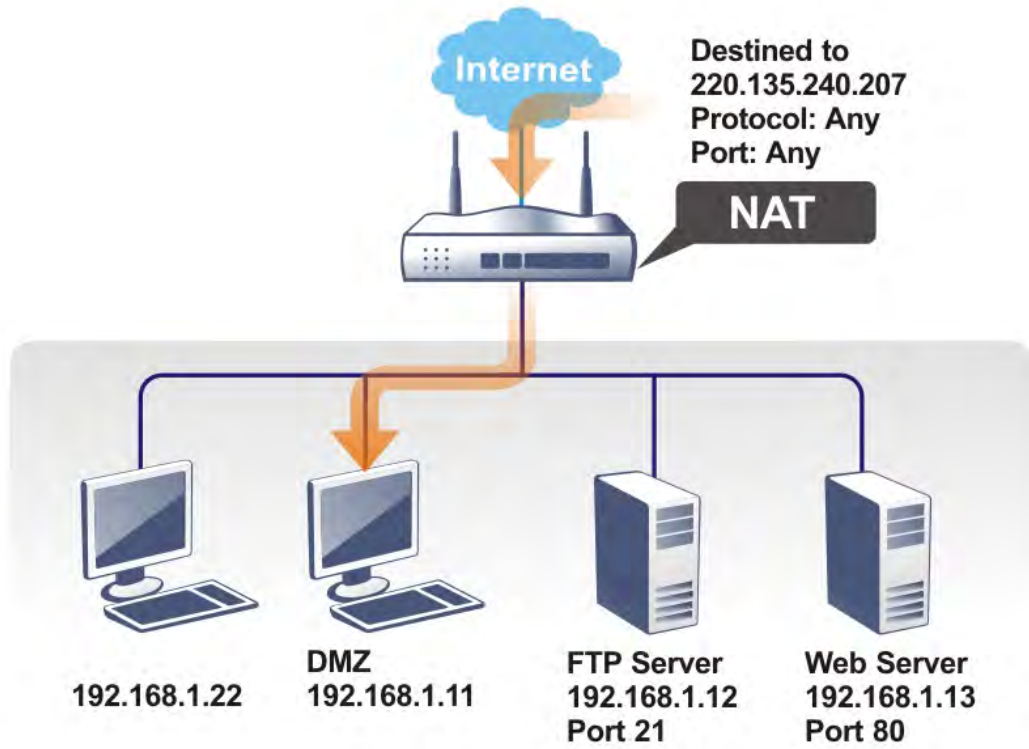 Internet
Destined to
220.135.240.207
Protocol: Any
Port: Any
NAT
192.168.1.22
DMZ
192.168.1.11
FTP Server
192.168.1.12
Port 21
Web Server
192.168.1.13
Port 80